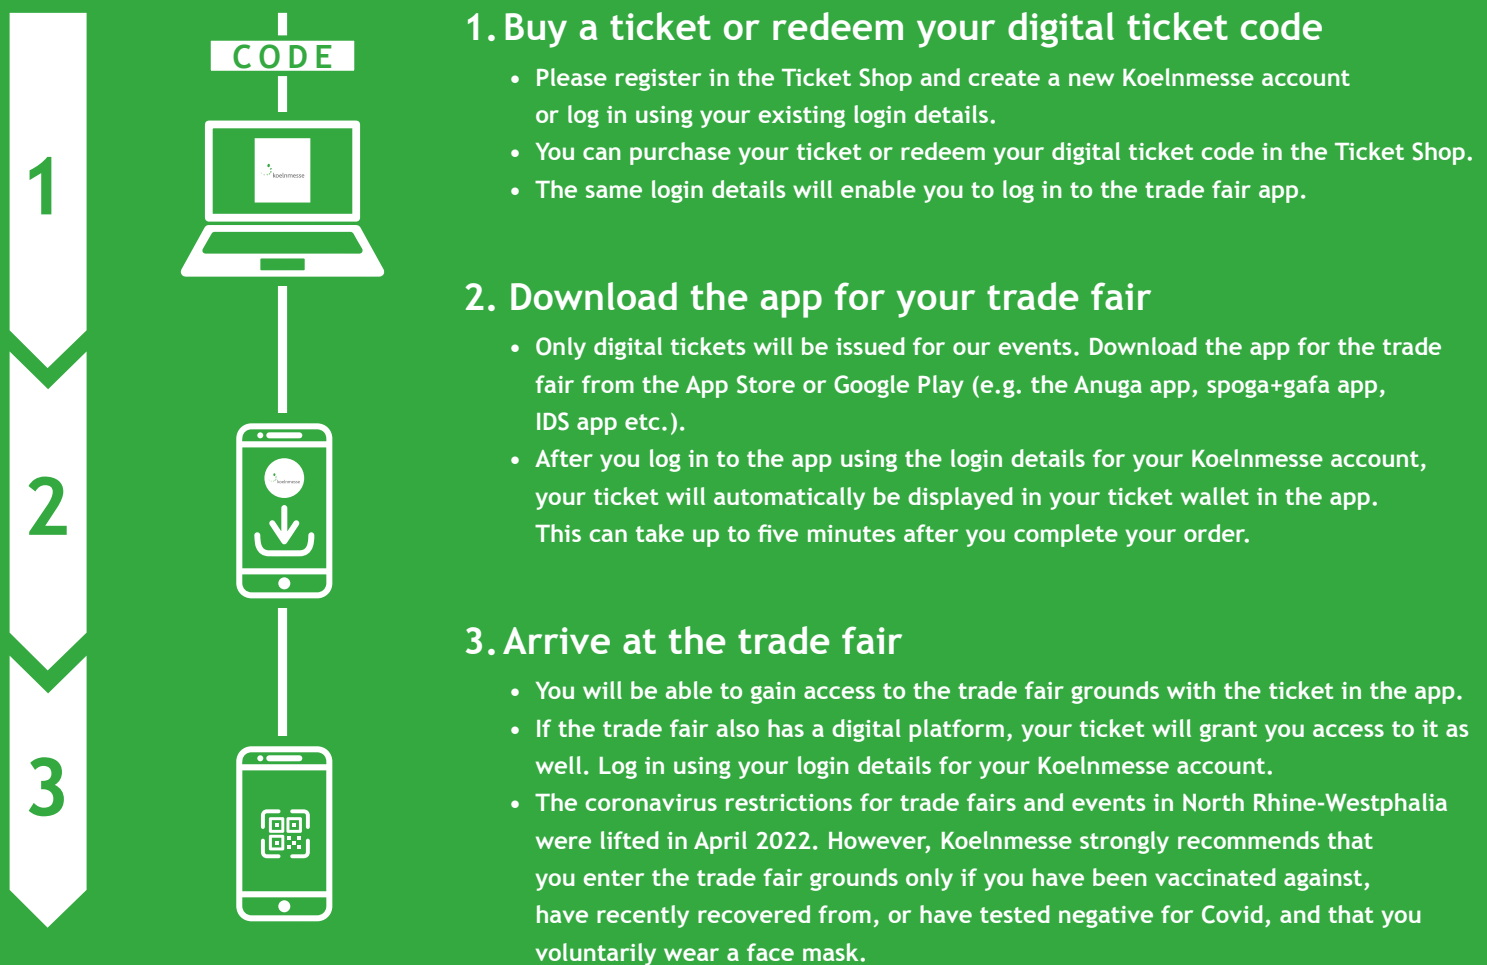 CODE
koelnmesse
1
2
koelnmesse
3
1. Buy a ticket or redeem your digital ticket code
• Please register in the Ticket Shop and create a new Koelnmesse account
or log in using your existing login details.
• You can purchase your ticket or redeem your digital ticket code in the Ticket Shop.
• The same login details will enable you to log in to the trade fair app.
2. Download the app for your trade fair
• Only digital tickets will be issued for our events. Download the app for the trade
fair from the App Store or Google Play (e.g. the Anuga app, spoga+gafa app,
IDS app etc.).
• After you log in to the app using the login details for your Koelnmesse account,
your ticket will automatically be displayed in your ticket wallet in the app.
This can take up to five minutes after you complete your order.
3. Arrive at the trade fair
• You will be able to gain access to the trade fair grounds with the ticket in the app.
• If the trade fair also has a digital platform, your ticket will grant you access to it as
well. Log in using your login details for your Koelnmesse account.
• The coronavirus restrictions for trade fairs and events in North Rhine-Westphalia
were lifted in April 2022. However, Koelnmesse strongly recommends that
you enter the trade fair grounds only if you have been vaccinated against,
have recently recovered from, or have tested negative for Covid, and that you
voluntarily wear a face mask.